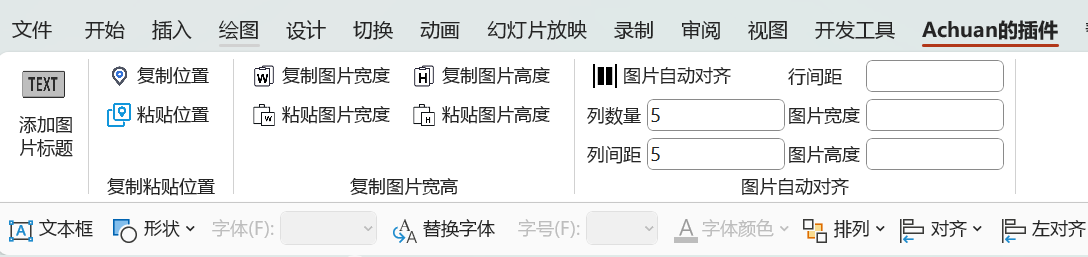 文件 开始 插入 绘图 设计 切换 动画 幻灯片放映 录制 审阅 视图 开发工具 Achuan的插件
TEXT
添加图
片标题
复制位置
粘贴位置
复制粘贴位置
W 复制图片宽度 H 复制图片高度
W 粘贴图片宽度 H 粘贴图片高度
复制图片宽高
图片自动对齐 行间距
列数量 5 图片宽度
列间距 5 图片高度
图片自动对齐
A 文本框 形状 字体(F): A A 替换字体 字号(F): A 字体颜色 排列 对齐 左对齐